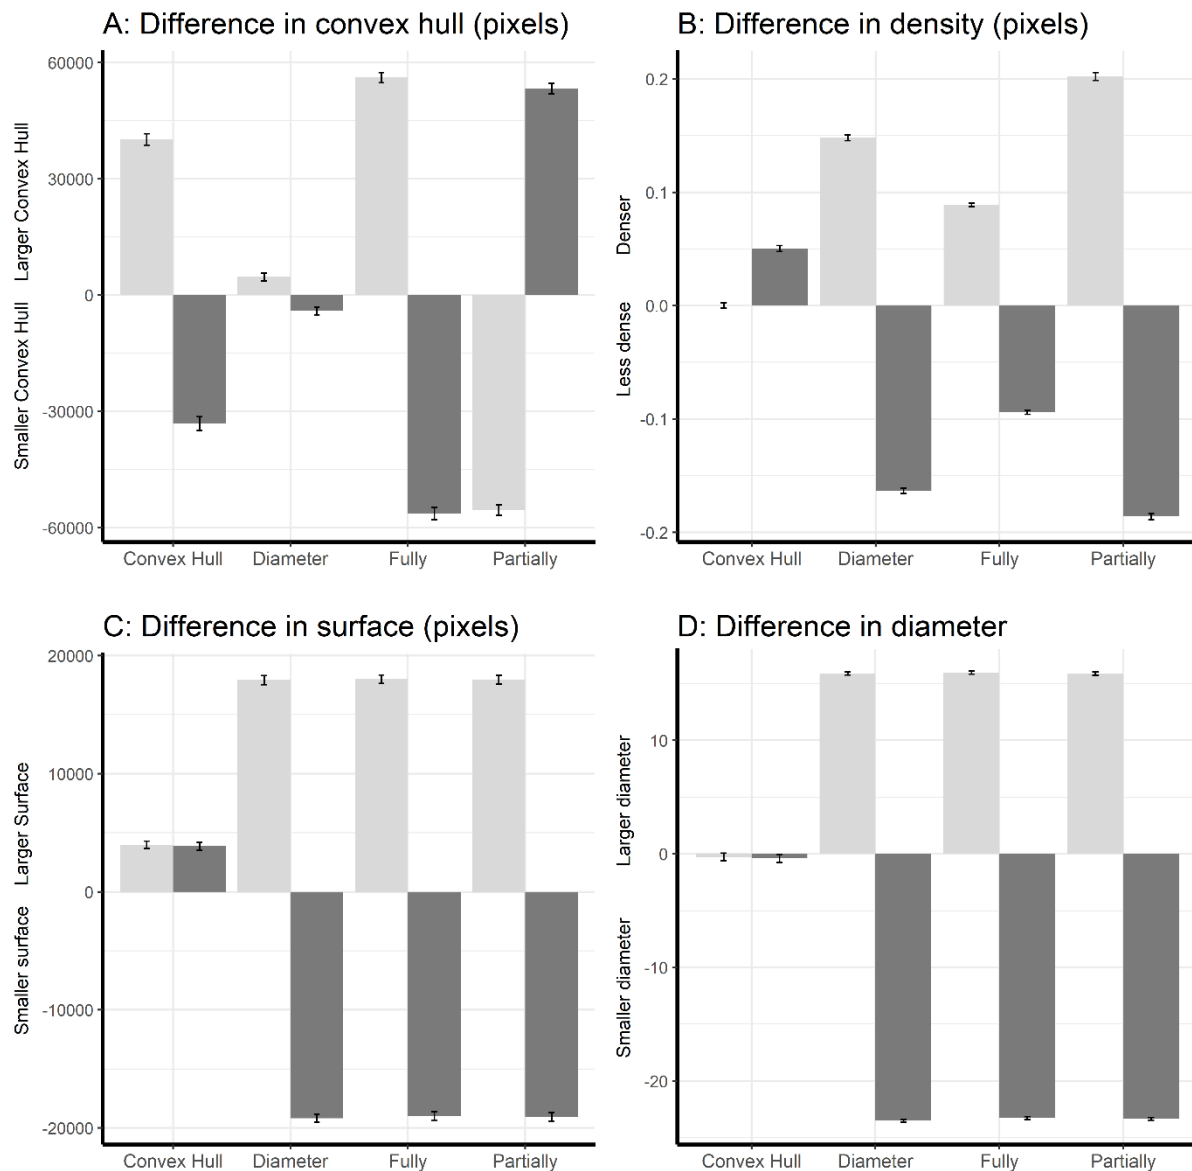 A: Difference in convex hull (pixels)
60000
30000
0
-30000
-60000
Larger Convex Hull
Smaller Convex Hull
Convex Hull Diameter Fully Partially
B: Difference in density (pixels)
0.2
0.1
0.0
-0.1
-0.2
Denser
Less dense
Convex Hull Diameter Fully Partially
C: Difference in surface (pixels)
20000
10000
0
-10000
-20000
Larger Surface
Smaller surface
Convex Hull Diameter Fully Partially
D: Difference in diameter
10
0
-10
-20
Larger diameter
Smaller diameter
Convex Hull Diameter Fully Partially